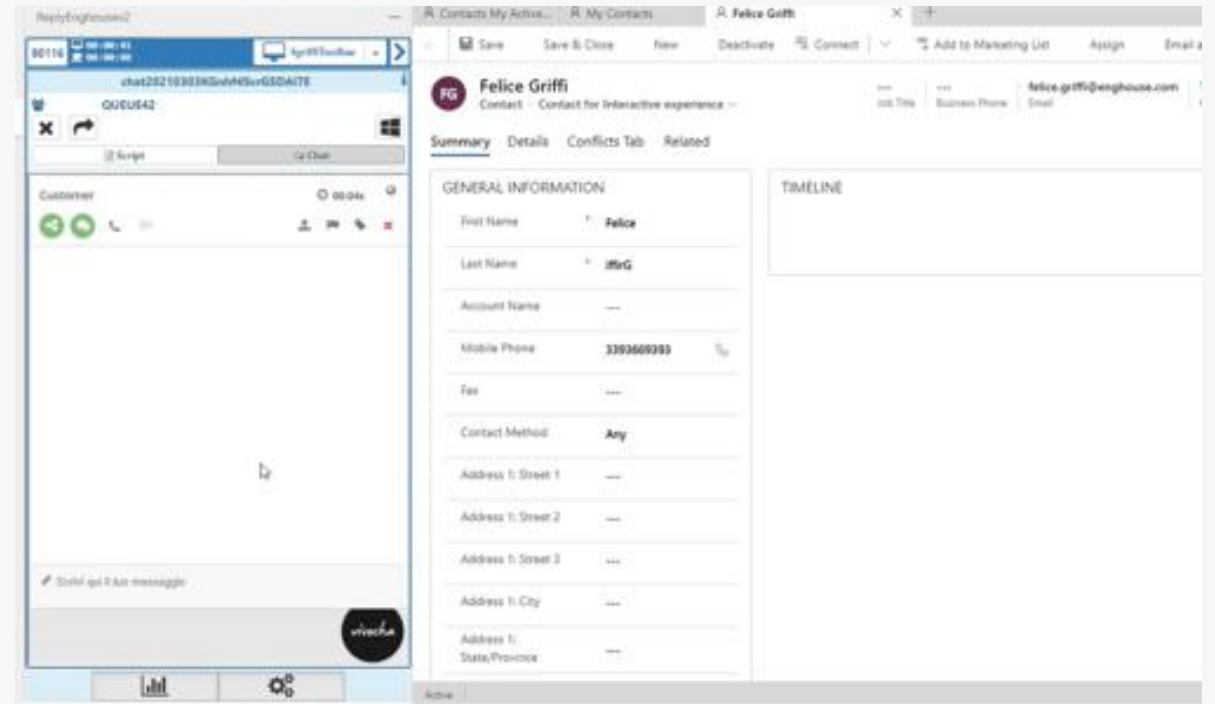 ReplyEnghouse2
00116
QUEUE42
Script
Chat
Customer
Scrivi qui il tuo messaggio
vivocha
Contacts My Active...
My Contacts
Felice Griffi
Save
Save & Close
New
Deactivate
Connect
Add to Marketing List
Assign
Email a
FG
Felice Griffi
Contact · Contact for Interactive experience
---
Job Title
---
Business Phone
felice.griffi@enghouse.com
Email
Summary
Details
Conflicts Tab
Related
GENERAL INFORMATION
First Name * Felice
Last Name * iffirG
Account Name ---
Mobile Phone 3393669393
Fax ---
Contact Method Any
Address 1: Street 1 ---
Address 1: Street 2 ---
Address 1: Street 3 ---
Address 1: City ---
Address 1:
State/Province ---
TIMELINE
Active